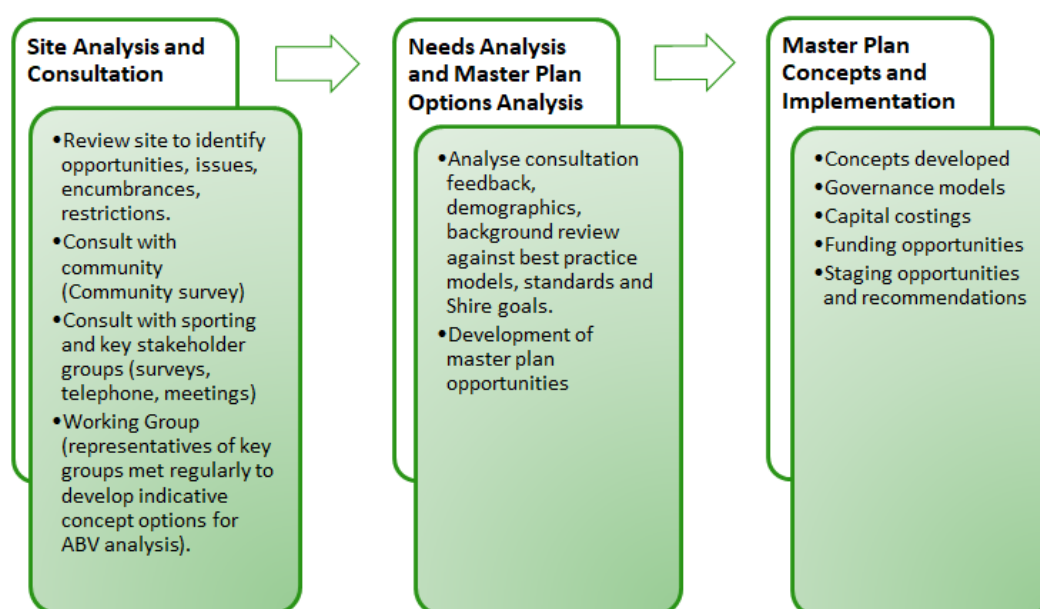 Site Analysis and
Consultation
•Review site to identify
opportunities, issues,
encumbrances,
restrictions.
•Consult with
community
(Community survey)
•Consult with sporting
and key stakeholder
groups (surveys,
telephone, meetings)
•Working Group
(representatives of key
groups met regularly to
develop indicative
concept options for
ABV analysis).
Needs Analysis
and Master Plan
Options Analysis
•Analyse consultation
feedback,
demographics,
background review
against best practice
models, standards and
Shire goals.
•Development of
master plan
opportunities
Master Plan
Concepts and
Implementation
•Concepts developed
•Governance models
•Capital costings
•Funding opportunities
•Staging opportunities
and recommendations